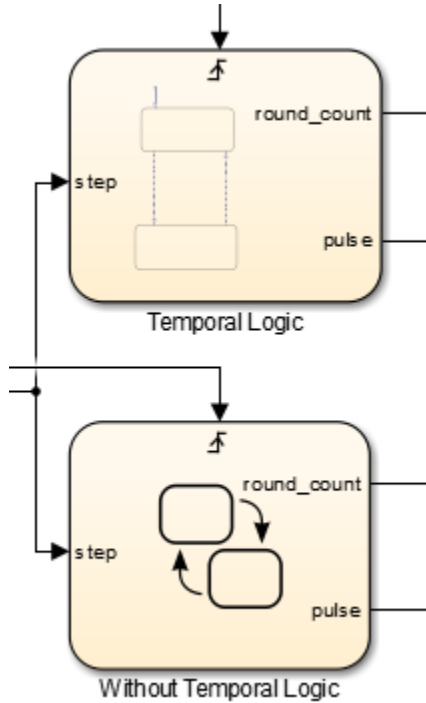 round_count
step
pulse
Temporal Logic
round_count
step
pulse
Without Temporal Logic